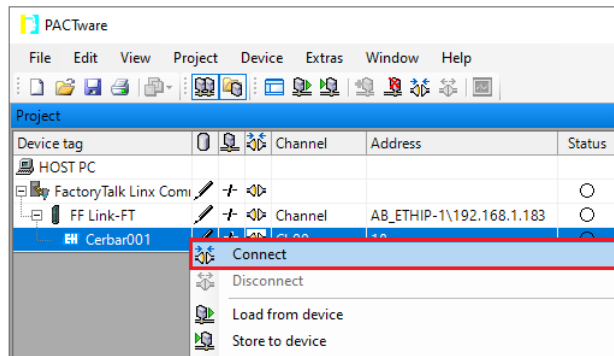 PACTware
File Edit View Project Device Extras Window Help
Project
Device tag Channel Address Status
HOST PC
FactoryTalk Linx Com
FF Link-FT Channel AB_ETHIP-1\192.168.1.183
EH Cerbar001
Connect
Disconnect
Load from device
Store to device